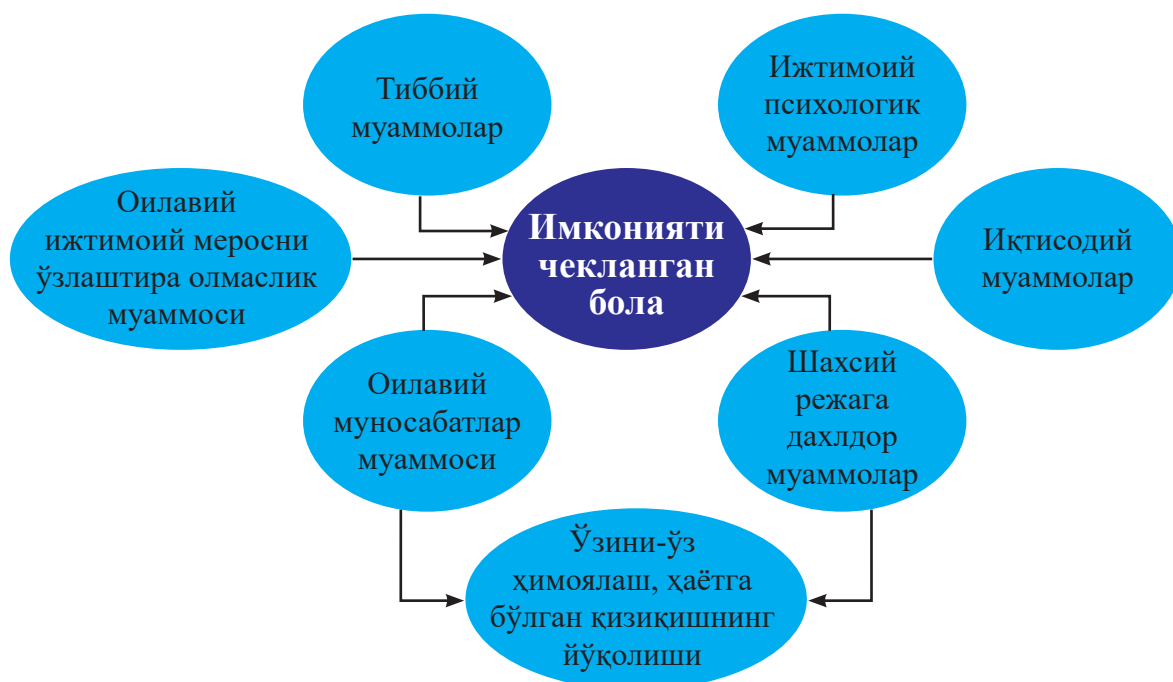 Тиббий
муаммолар
Ижтимоий
психологик
муаммолар
Оилавий
ижтимоий меросни
ўзлаштира олмаслик
муаммоси
Имконияти
чекланган
бола
Иқтисодий
муаммолар
Оилавий
муносабатлар
муаммоси
Шахсий
режага
дахлдор
муаммолар
Ўзини-ўз
ҳимоялаш, ҳаётга
бўлган қизиқишнинг
йўқолиши